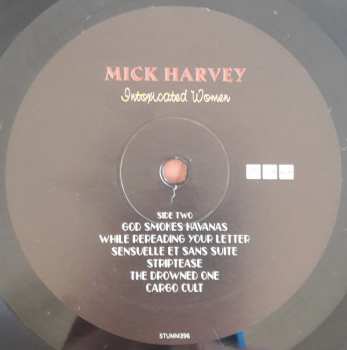 MICK HARVEY
Intoxicated Women
SIDE TWO
GOD SMOKES HAVANAS
WHILE REREADING YOUR LETTER
SENSUELLE ET SANS SUITE
STRIPTEASE
THE DROWNED ONE
CARGO CULT
STUMM396